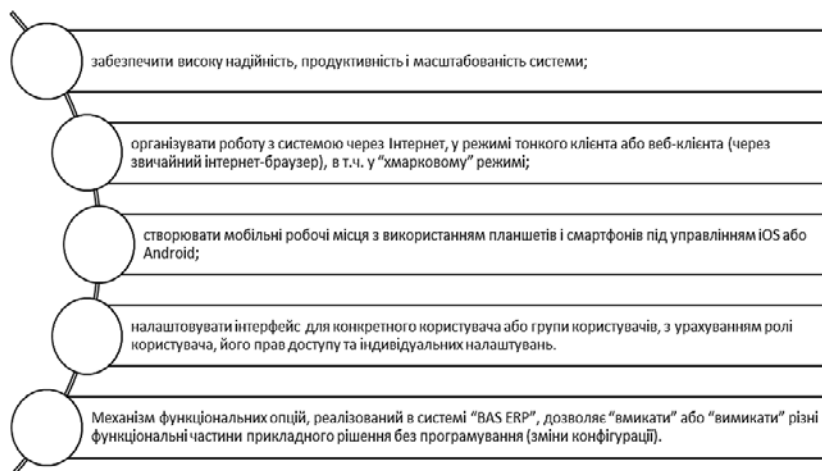 забезпечити високу надійність, продуктивність і масштабованість системи;
організувати роботу з системою через Інтернет, у режимі тонкого клієнта або веб-клієнта (через
звичайний інтернет-браузер), в т.ч. у “хмарковому” режимі;
створювати мобільні робочі місця з використанням планшетів і смартфонів під управлінням iOS або
Android;
налаштовувати інтерфейс для конкретного користувача або групи користувачів, з урахуванням ролі
користувача, його прав доступу та індивідуальних налаштувань.
Механізм функціональних опцій, реалізований в системі “BAS ERP”, дозволяє “вмикати” або “вимикати” різні
функціональні частини прикладного рішення без програмування (зміни конфігурації).